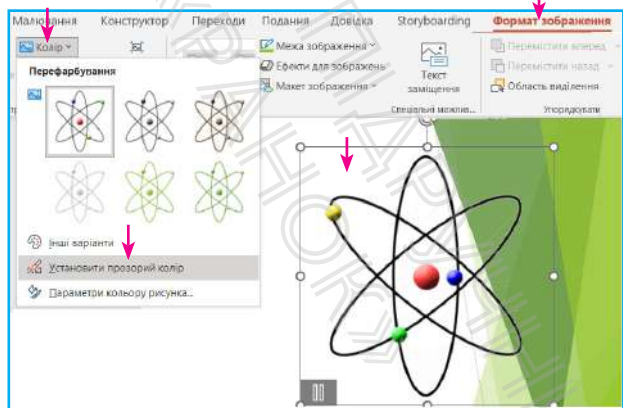 Малювання Конструктор Переходи Подання Довідка Storyboarding Формат зображення
Колір
Межа зображення
Ефекти для зображень
Макет зображення
Текст заміщення
Перемістити вперед
Перемістити назад
Область виділення
Спеціальні можлив...
Упорядкувати
Перефарбування
Інші варіанти
Установити прозорий колір
Параметри кольору рисунка...